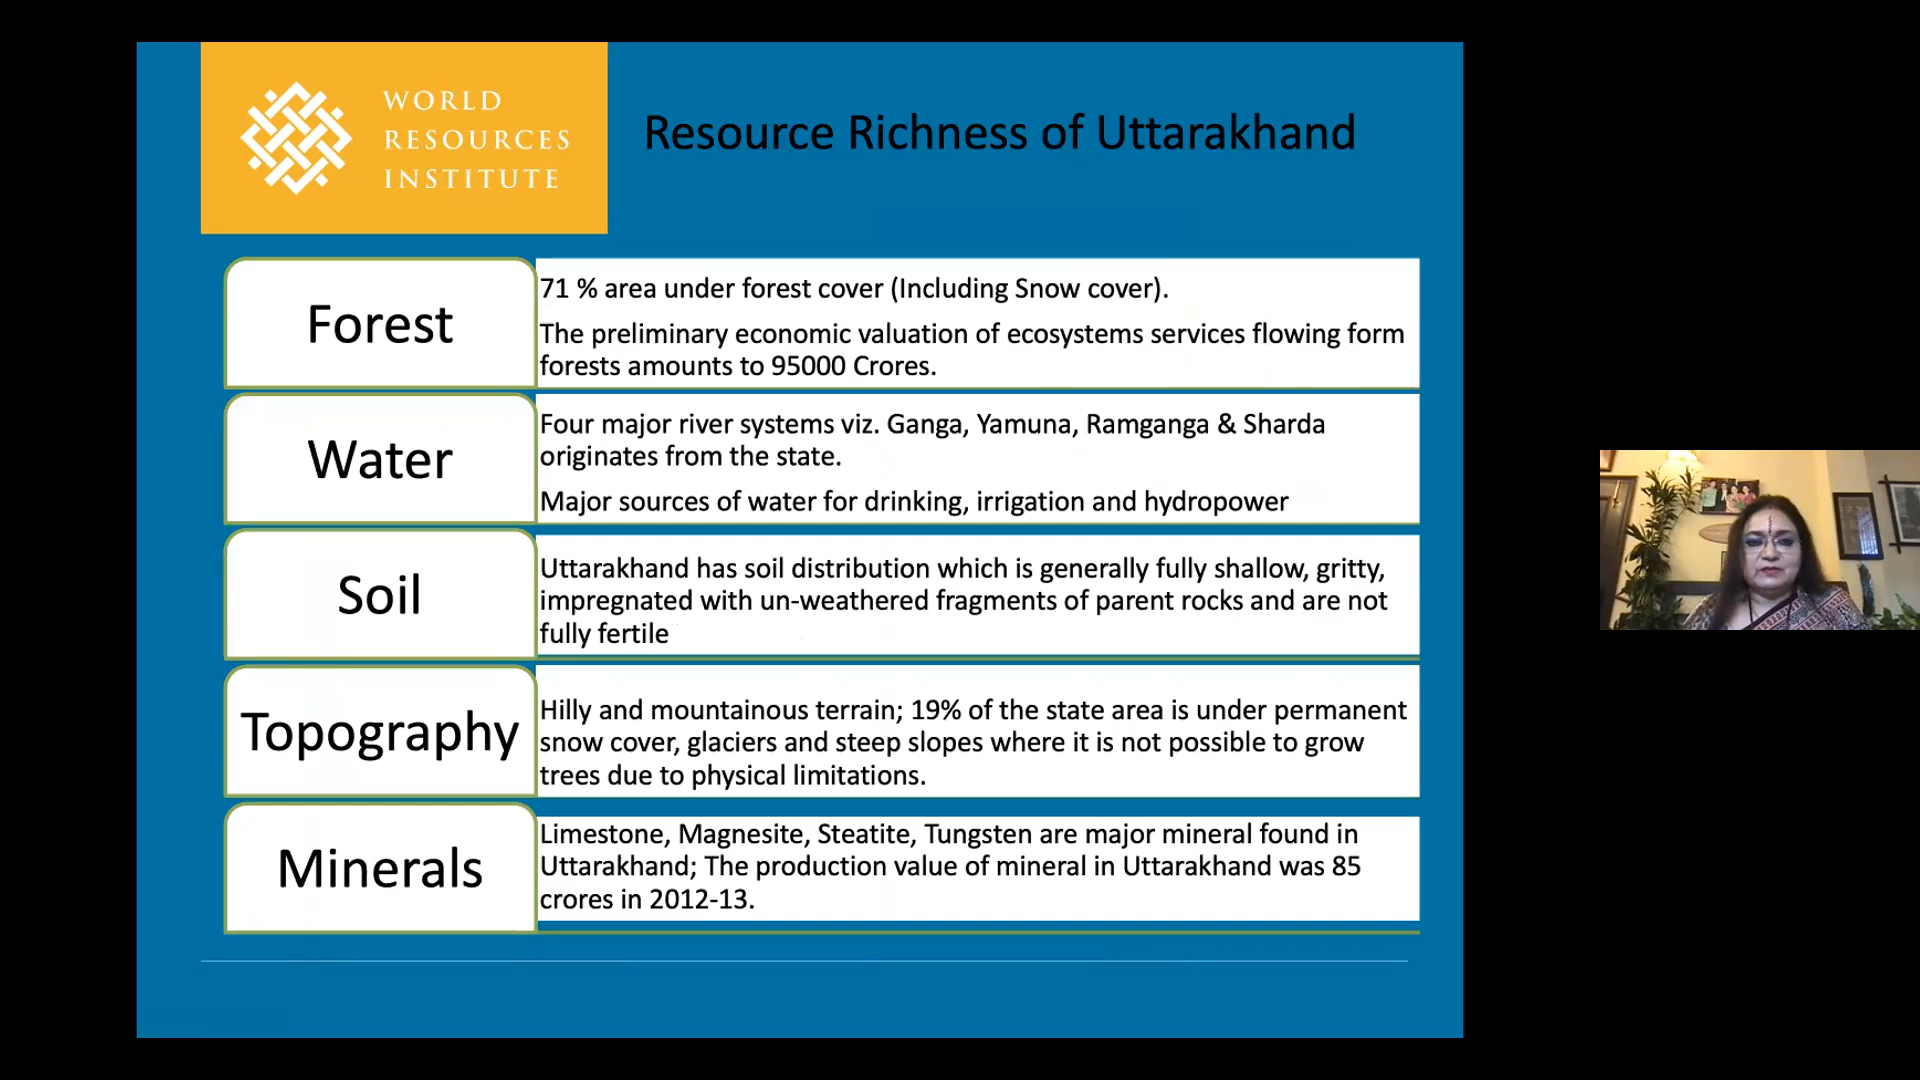 WORLD
RESOURCES
INSTITUTE
Resource Richness of Uttarakhand
Forest
71 % area under forest cover (Including Snow cover).
The preliminary economic valuation of ecosystems services flowing form
forests amounts to 95000 Crores.
Water
Four major river systems viz. Ganga, Yamuna, Ramganga & Sharda
originates from the state.
Major sources of water for drinking, irrigation and hydropower
Soil
Uttarakhand has soil distribution which is generally fully shallow, gritty,
impregnated with un-weathered fragments of parent rocks and are not
fully fertile
Topography
Hilly and mountainous terrain; 19% of the state area is under permanent
snow cover, glaciers and steep slopes where it is not possible to grow
trees due to physical limitations.
Minerals
Limestone, Magnesite, Steatite, Tungsten are major mineral found in
Uttarakhand; The production value of mineral in Uttarakhand was 85
crores in 2012-13.